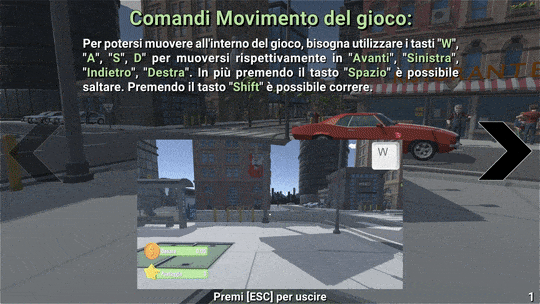 Comandi Movimento del gioco:
Per potersi muovere all'interno del gioco, bisogna utilizzare i tasti "W",
"A", "S", D" per muoversi rispettivamente in "Avanti", "Sinistra",
"Indietro", "Destra". In più premendo il tasto "Spazio" è possibile
saltare. Premendo il tasto "Shift" è possibile correre.
W
Premi [ESC] per uscire
1